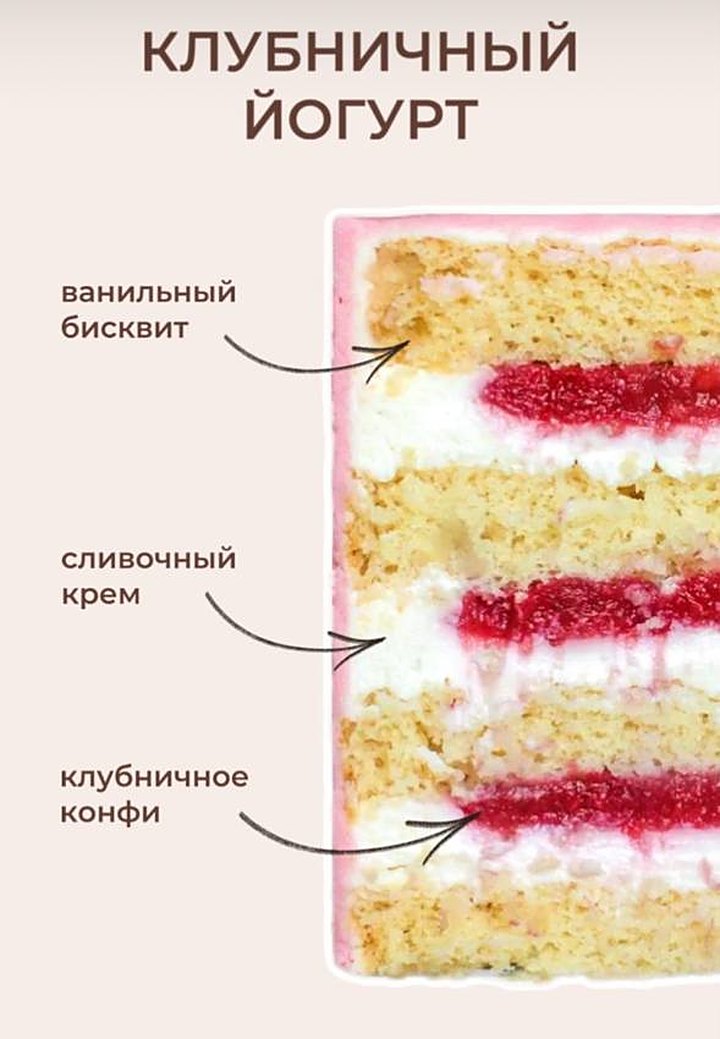 КЛУБНИЧНЫЙ
ЙОГУРТ
ванильный
бисквит
сливочный
крем
клубничное
конфи